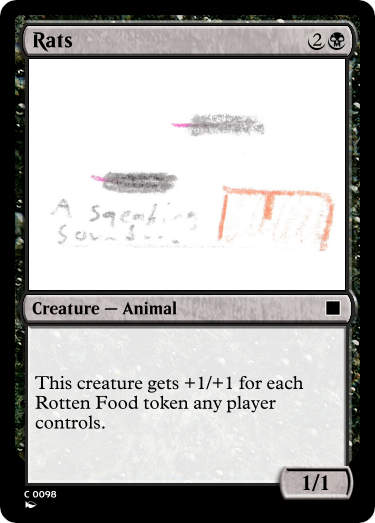 Rats
2
A squeaking
Creature — Animal
This creature gets +1/+1 for each
Rotten Food token any player
controls.
1/1
C 0098